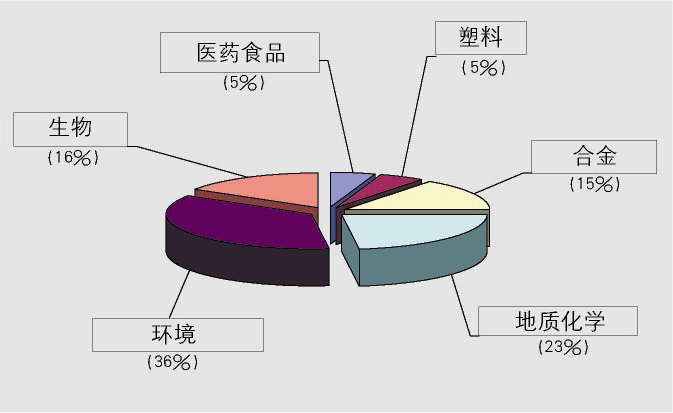 塑料
(5%)
医药食品
(5%)
生物
(16%)
合金
(15%)
地质化学
(23%)
环境
(36%)